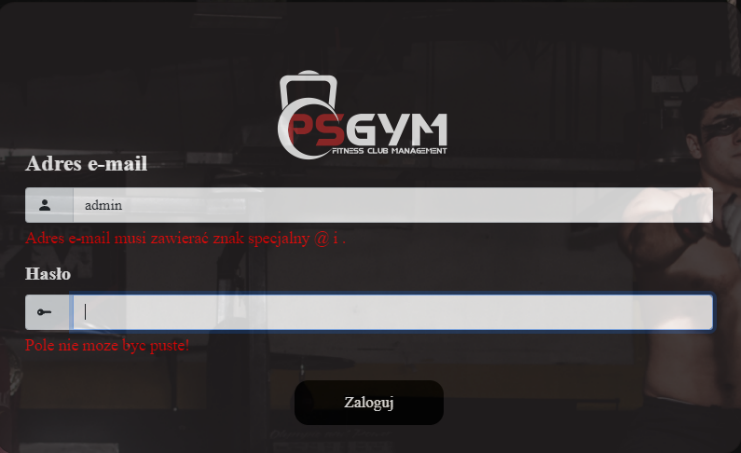 PSGYM
FITNESS CLUB MANAGEMENT
Adres e-mail
admin
Adres e-mail musi zawierać znak specjalny @ i .
Hasło
Pole nie moze byc puste!
Zaloguj